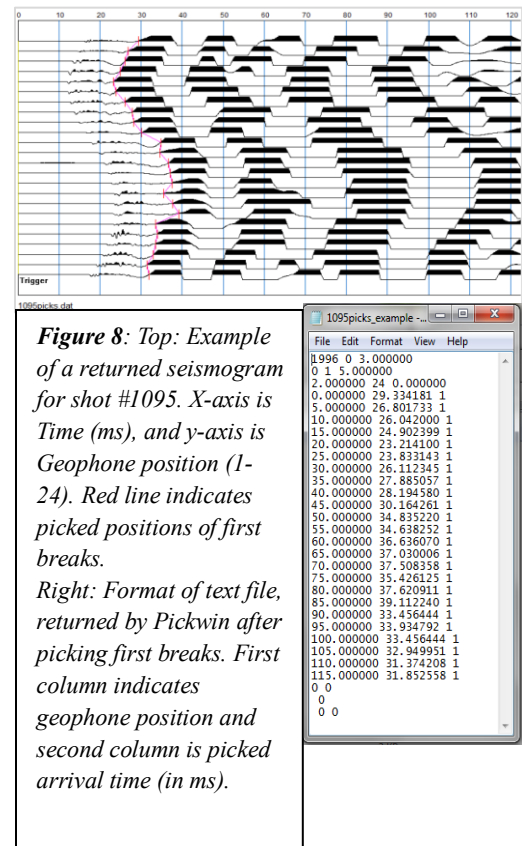 0 10 20 30 40 50 60 70 80 90 100 110 120
Trigger
1095picks.dat
Figure 8: Top: Example
of a returned seismogram
for shot #1095. X-axis is
Time (ms), and y-axis is
Geophone position (1-
24). Red line indicates
picked positions of first
breaks.
Right: Format of text file,
returned by Pickwin after
picking first breaks. First
column indicates
geophone position and
second column is picked
arrival time (in ms).
1095picks_example -...
File Edit Format View Help
1996 0 3.000000
0 1 5.000000
2.000000 24 0.000000
0.000000 29.334181 1
5.000000 26.801733 1
10.000000 26.042000 1
15.000000 24.902399 1
20.000000 23.214100 1
25.000000 23.833143 1
30.000000 26.112345 1
35.000000 27.885057 1
40.000000 28.194580 1
45.000000 30.164261 1
50.000000 34.835220 1
55.000000 34.638252 1
60.000000 36.636070 1
65.000000 37.030006 1
70.000000 37.508358 1
75.000000 35.426125 1
80.000000 37.620911 1
85.000000 39.112240 1
90.000000 33.456444 1
95.000000 33.934792 1
100.000000 33.456444 1
105.000000 32.949951 1
110.000000 31.374208 1
115.000000 31.852558 1
0 0
0
0 0